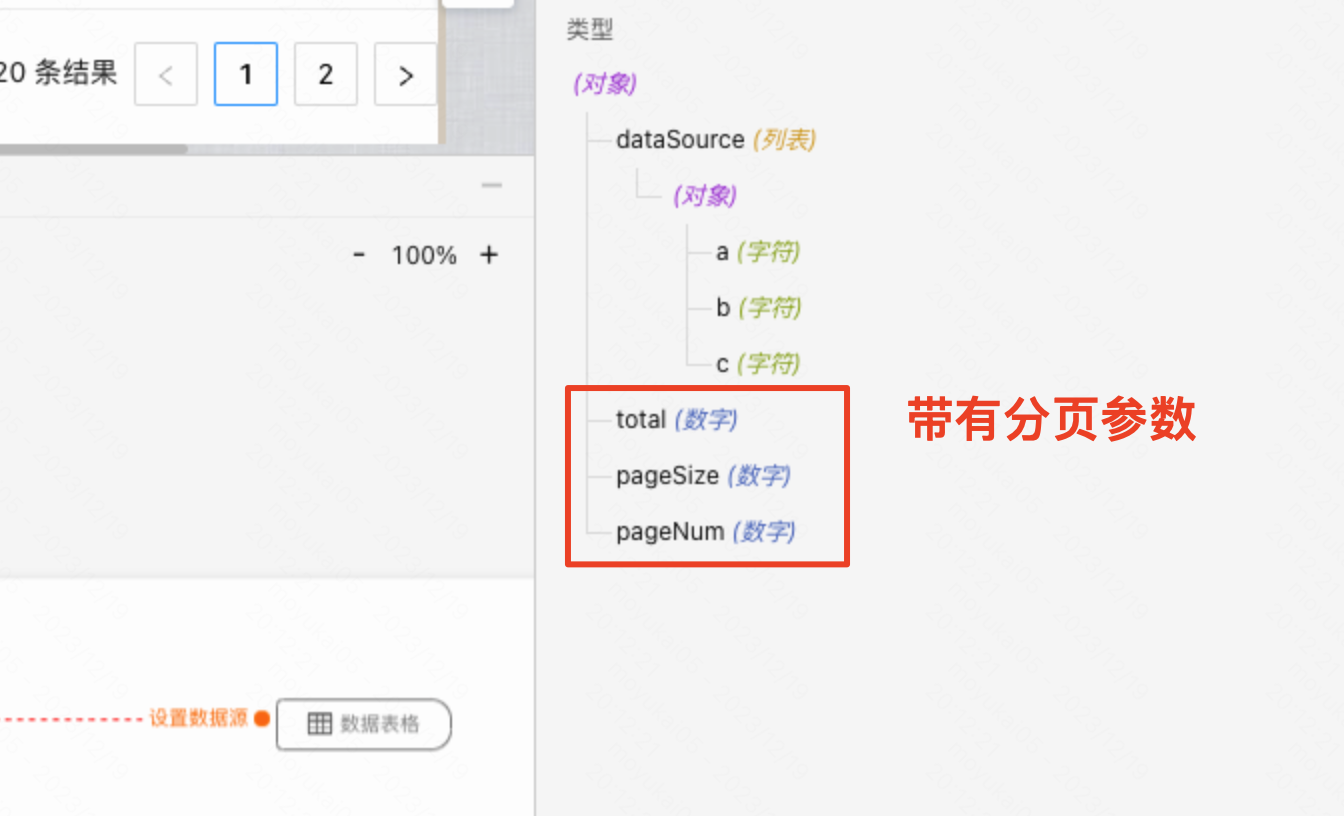 20 条结果 < 1 2 >
- 100% +
设置数据源 数据表格
类型
(对象)
dataSource (列表)
(对象)
a (字符)
b (字符)
c (字符)
total (数字)
pageSize (数字)
pageNum (数字)
带有分页参数